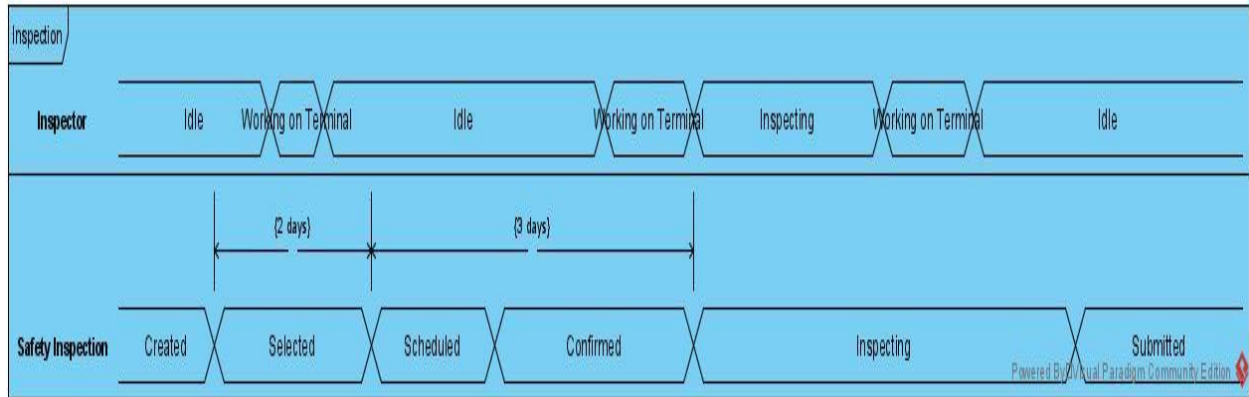 Inspection
Inspector Idle Working on Terminal Idle Working on Terminal Inspecting Working on Terminal Idle
{2 days} {3 days}
Safety Inspection Created Selected Scheduled Confirmed Inspecting Submitted
Powered By Visual Paradigm Community Edition